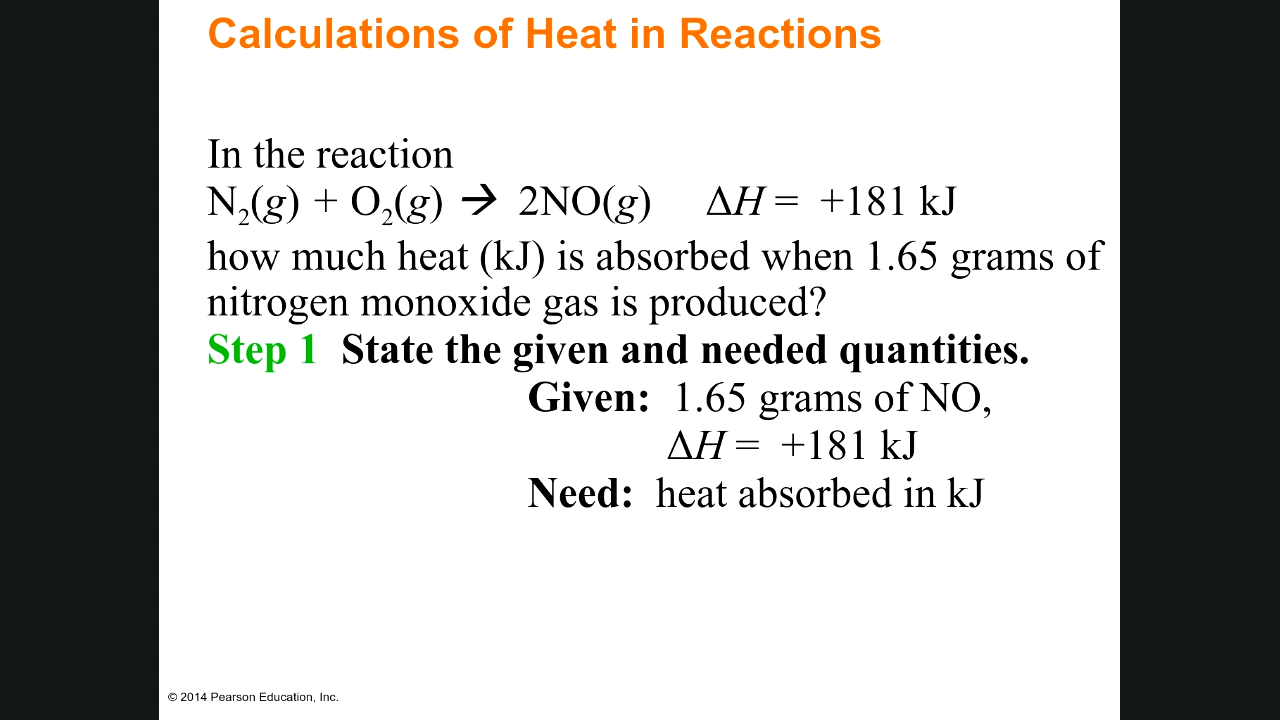 Calculations of Heat in Reactions
In the reaction
N₂(g) + O₂(g) → 2NO(g) ΔH = +181 kJ
how much heat (kJ) is absorbed when 1.65 grams of
nitrogen monoxide gas is produced?
Step 1 State the given and needed quantities.
Given: 1.65 grams of NO,
ΔH = +181 kJ
Need: heat absorbed in kJ
© 2014 Pearson Education, Inc.